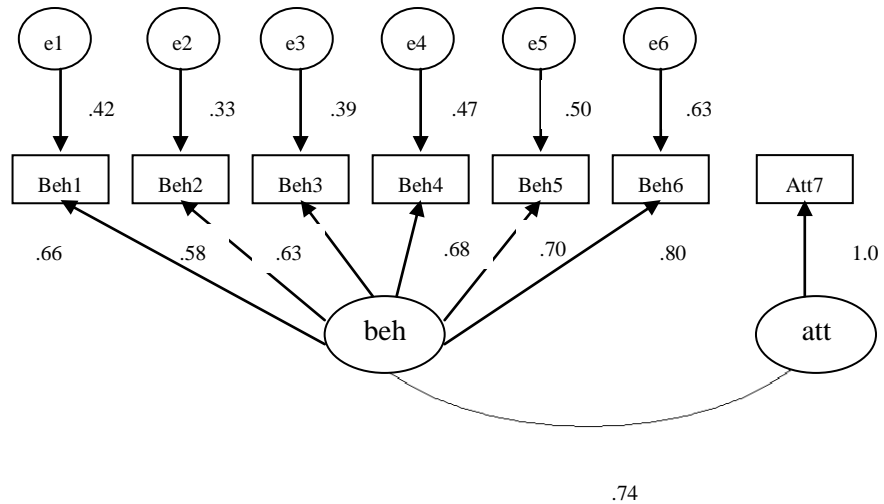 e1 e2 e3 e4 e5 e6
.42 .33 .39 .47 .50 .63
Beh1 Beh2 Beh3 Beh4 Beh5 Beh6 Att7
.66 .58 .63 .68 .70 .80 1.0
beh att
.74